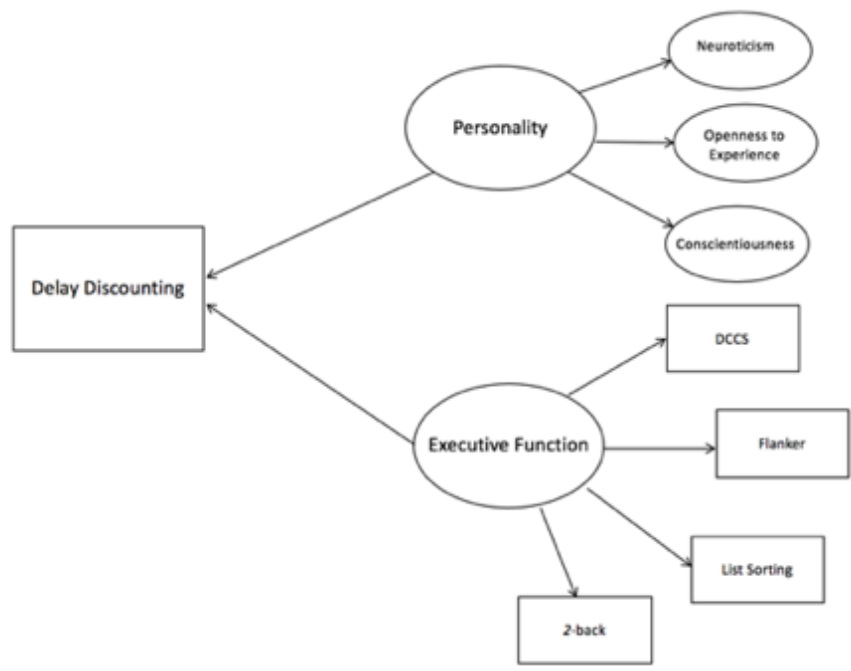 Neuroticism
Personality
Openness to
Experience
Conscientiousness
Delay Discounting
DCCS
Executive Function
Flanker
List Sorting
2-back